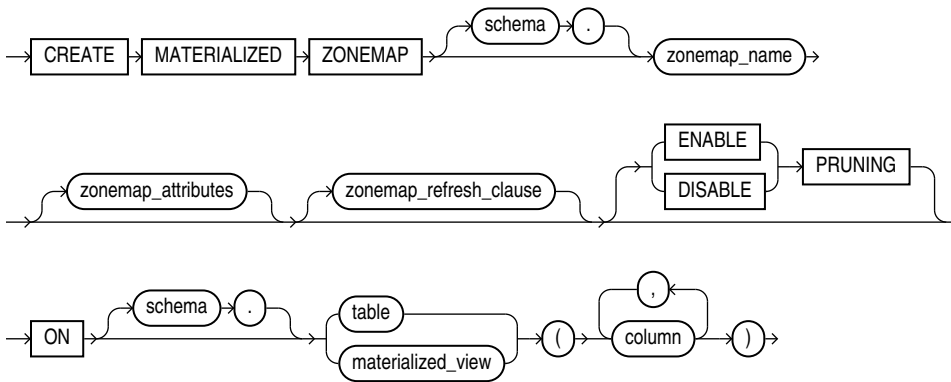 schema .
CREATE MATERIALIZED ZONEMAP zonemap_name
ENABLE
zonemap_attributes zonemap_refresh_clause PRUNING
DISABLE
,
schema . table
ON ( column )
materialized_view